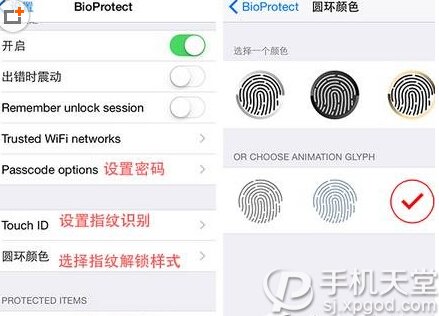 置
BioProtect
开启
出错时震动
Remember unlock session
Trusted WiFi networks
Passcode options 设置密码
Touch ID 设置指纹识别
圆环颜色 选择指纹解锁样式
PROTECTED ITEMS
BioProtect 圆环颜色
选择一个颜色
OR CHOOSE ANIMATION GLYPH
手机天堂
sj.xpgod.com